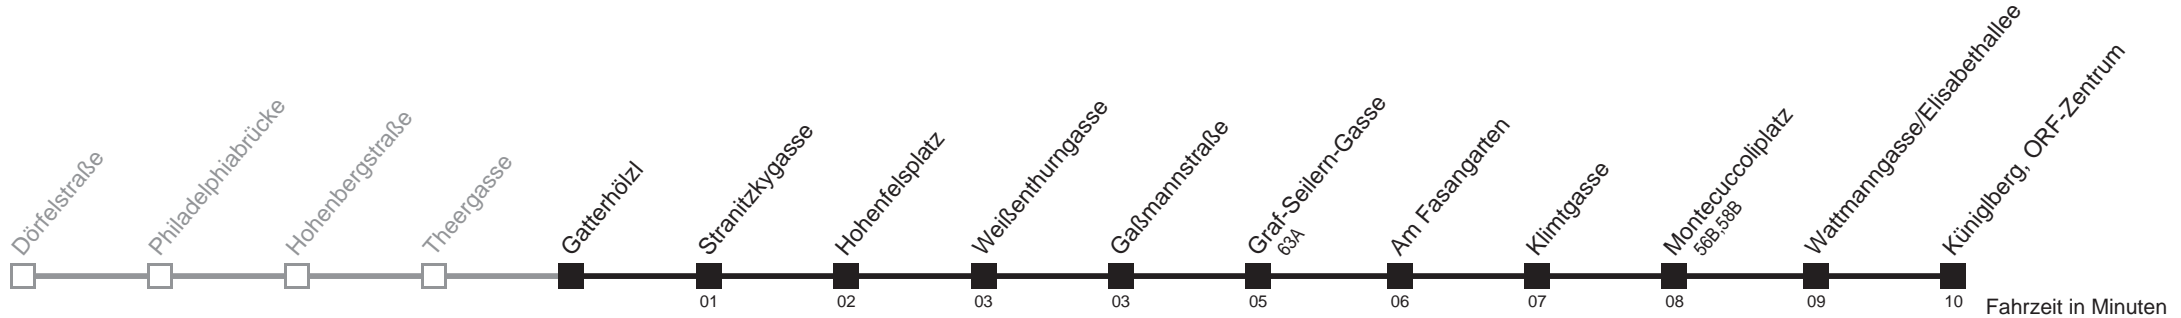 Dörfelstraße
Philadelphiabrücke
Hohenbergstraße
Theergasse
Gatterhölzl
Stranitzkygasse
Hohenfelsplatz
Weißenthurngasse
Gaßmannstraße
Graf-Seilern-Gasse
63A
Am Fasangarten
Klimtgasse
Montecuccoliplatz
56B,58B
Wattmanngasse/Elisabethallee
Küniglberg, ORF-Zentrum
01
02
03
03
05
06
07
08
09
10
Fahrzeit in Minuten